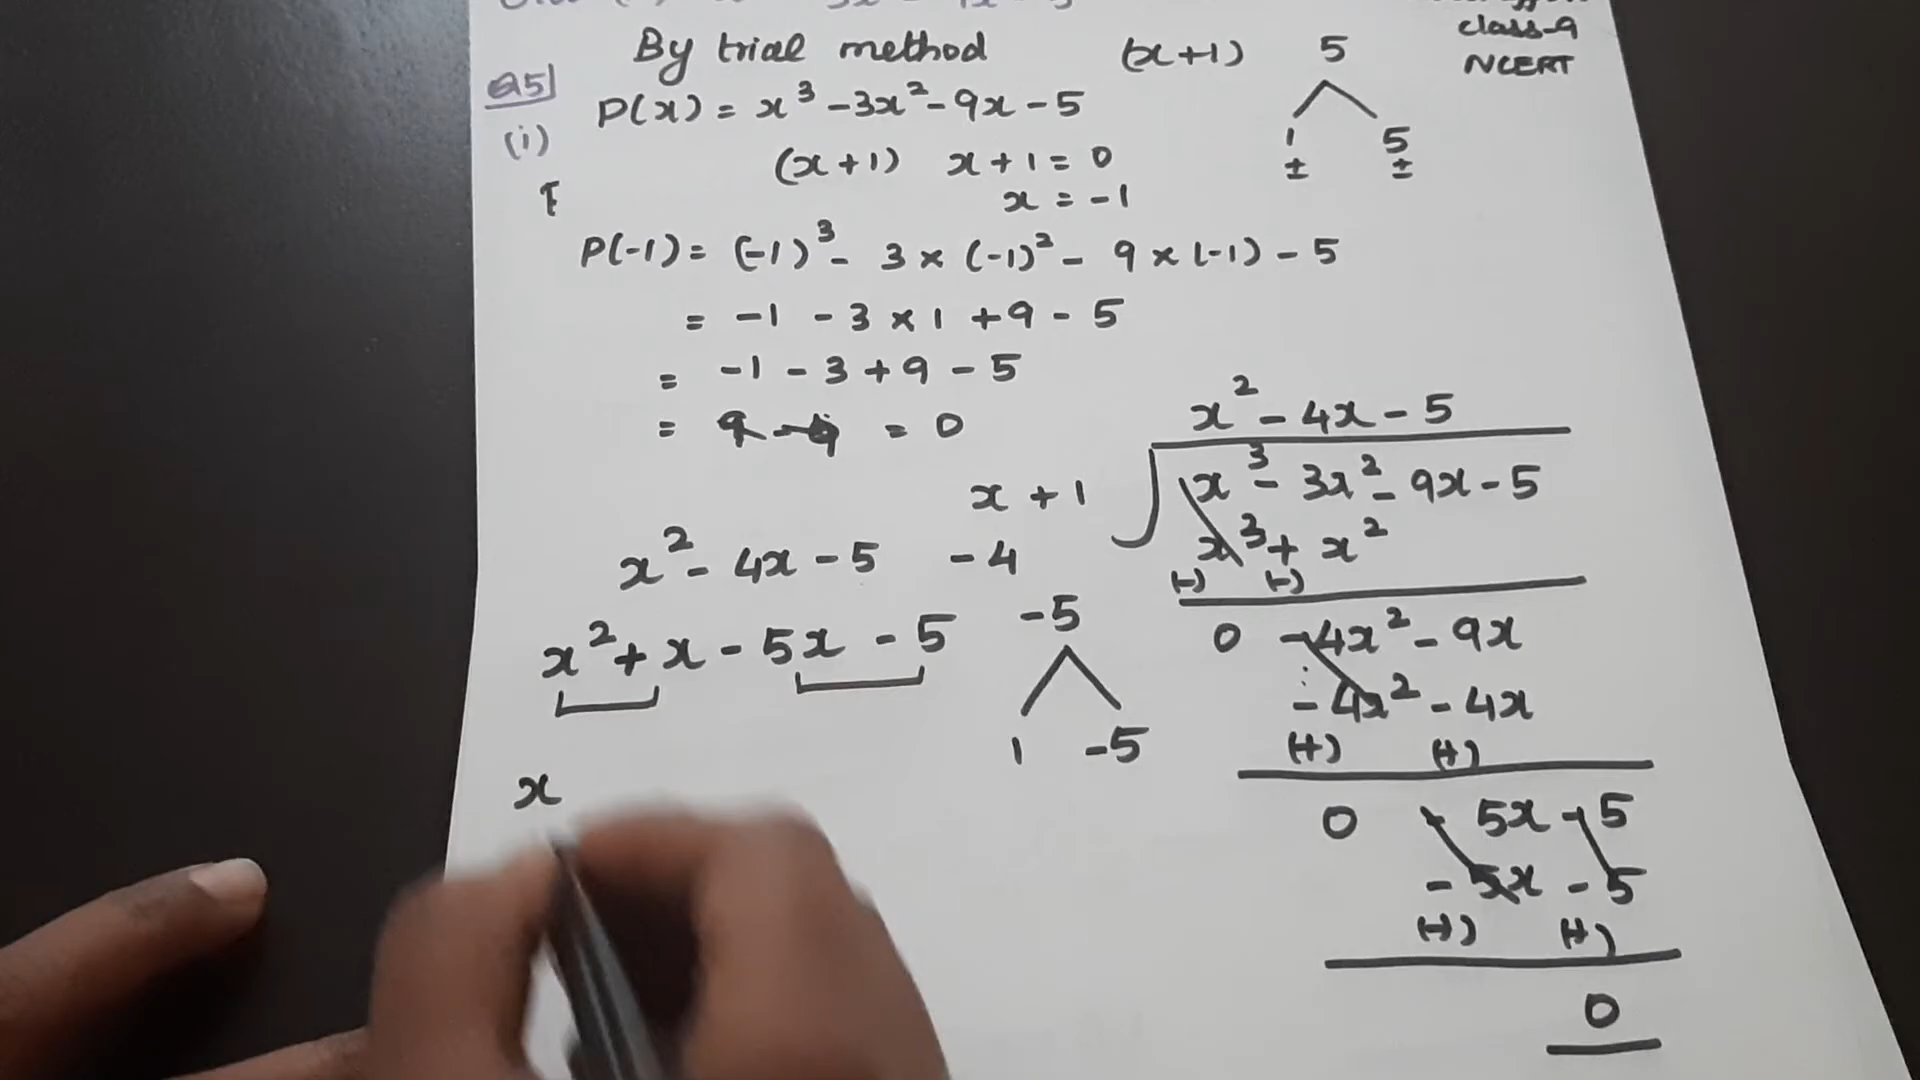 class-9
By trial method (x+1) 5
NCERT
Q5
P(x) = x³ - 3x² - 9x - 5
(i)
1 5
± ±
(x+1) x + 1 = 0
x = -1
P(-1) = (-1)³ - 3 × (-1)² - 9 × (-1) - 5
= -1 - 3 × 1 + 9 - 5
= -1 - 3 + 9 - 5
= 9 - 9 = 0
x² - 4x - 5
x + 1 x³ - 3x² - 9x - 5
x³ + x²
(-) (-)
x² - 4x - 5 -4
x² + x - 5x - 5 -5
1 -5
0 - 4x² - 9x
- 4x² - 4x
(+) (+)
x
0 - 5x - 5
- 5x - 5
(+) (+)
0